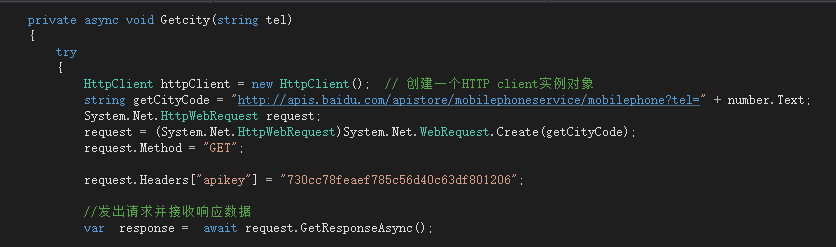 private async void Getcity(string tel)
{
try
{
HttpClient httpClient = new HttpClient();  // 创建一个HTTP client实例对象
string getCityCode = "http://apis.baidu.com/apistore/mobilephoneservice/mobilephone?tel=" + number.Text;
System.Net.HttpWebRequest request;
request = (System.Net.HttpWebRequest)System.Net.WebRequest.Create(getCityCode);
request.Method = "GET";
request.Headers["apikey"] = "730cc78feaef785c56d40c63df801206";
//发出请求并接收响应数据
var  response =  await request.GetResponseAsync();